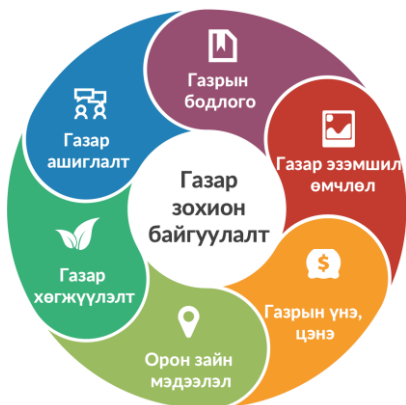 Газрын
бодлого
Газар эзэмшил
өмчлөл
Газрын үнэ,
цэнэ
Орон зайн
мэдээлэл
Газар
хөгжүүлэлт
Газар
ашиглалт
Газар
зохион
байгуулалт